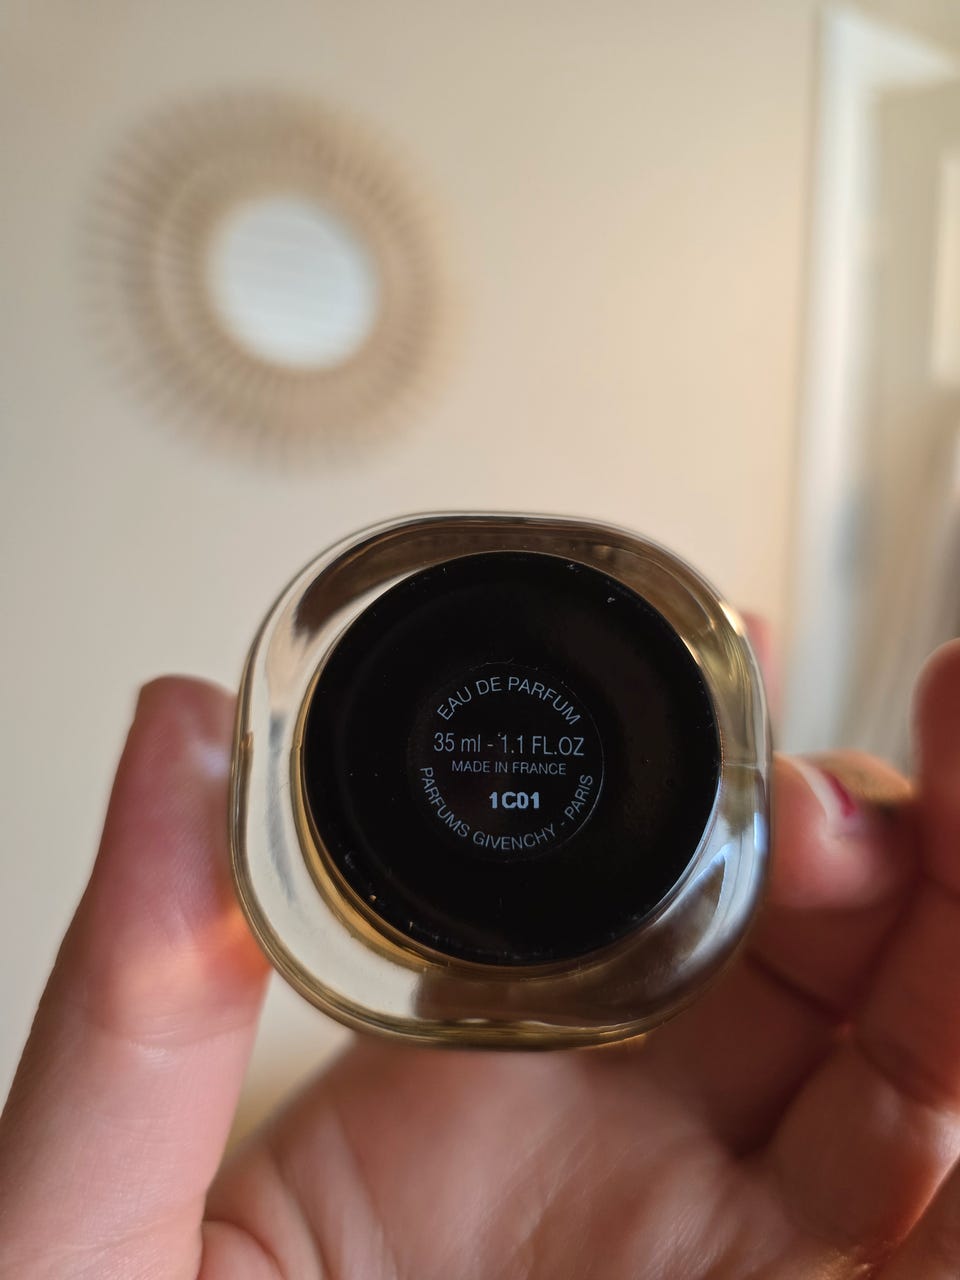 EAU DE PARFUM
35 ml - 1.1 FL.OZ
MADE IN FRANCE
1C01
PARFUMS GIVENCHY - PARIS